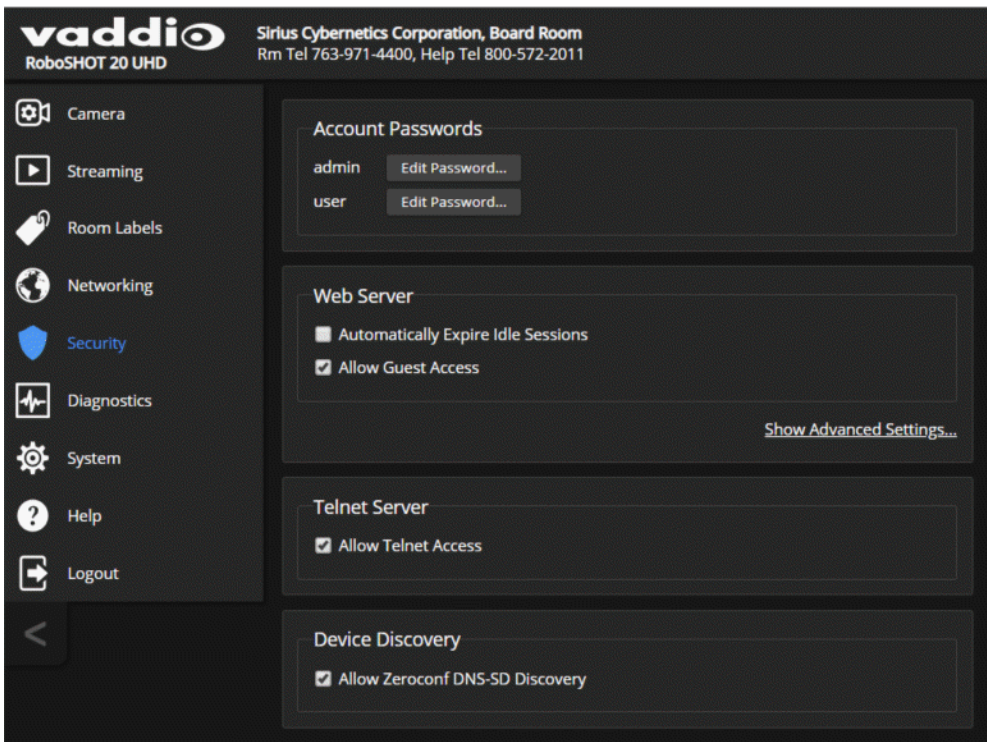 vaddio
RoboSHOT 20 UHD
Sirius Cybernetics Corporation, Board Room
Rm Tel 763-971-4400, Help Tel 800-572-2011
Camera
Streaming
Room Labels
Networking
Security
Diagnostics
System
Help
Logout
<
Account Passwords
admin Edit Password...
user Edit Password...
Web Server
Automatically Expire Idle Sessions
Allow Guest Access
Show Advanced Settings...
Telnet Server
Allow Telnet Access
Device Discovery
Allow Zeroconf DNS-SD Discovery